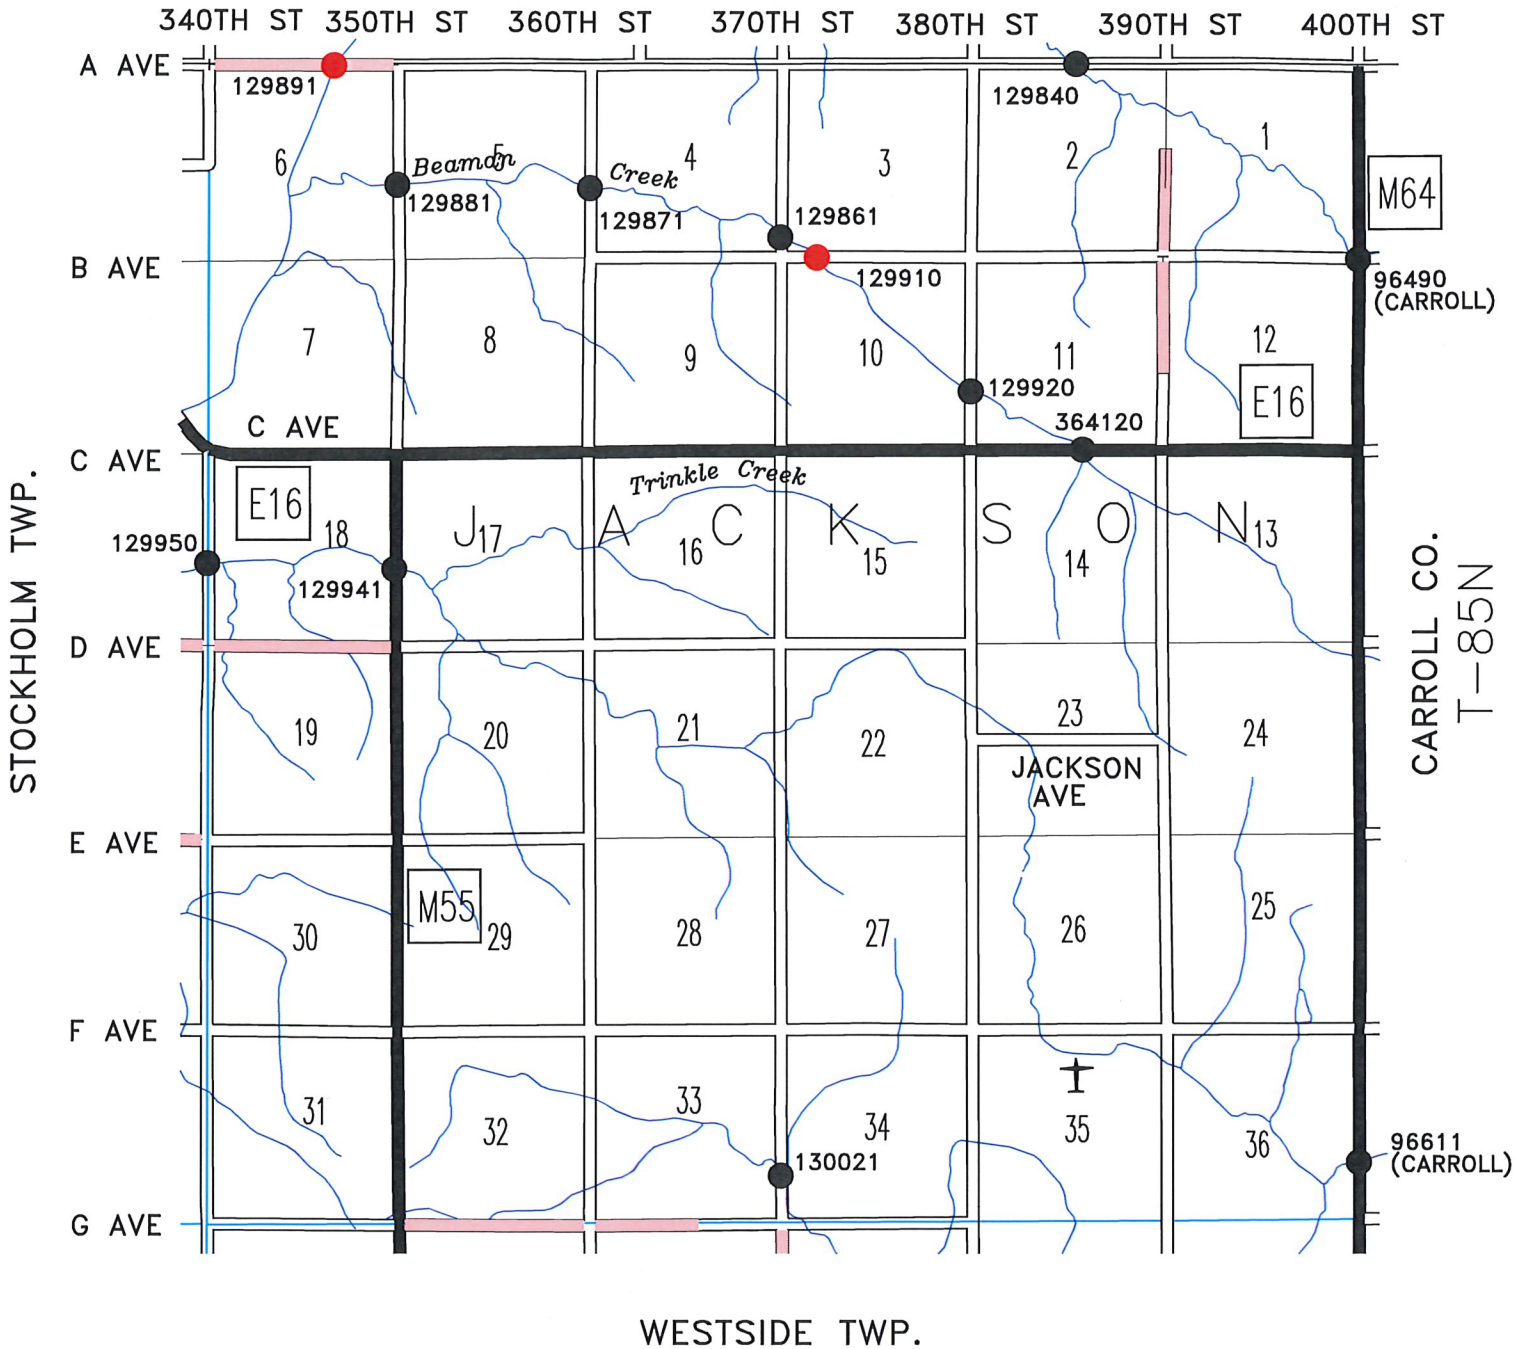 340TH ST 350TH ST 360TH ST 370TH ST 380TH ST 390TH ST 400TH ST
A AVE
129891
129840
6
Beaman
5
Creek
4
3
2
1
M64
129881
129871
129861
B AVE
129910
96490
(CARROLL)
7
8
9
10
11
12
129920
E16
364120
C AVE
C AVE
Trinkle Creek
E16
JACKSON
18
17
16
15
14
13
129950
129941
STOCKHOLM TWP.
CARROLL CO.
T-85N
D AVE
19
20
21
22
23
24
JACKSON
AVE
E AVE
M55
30
29
28
27
26
25
F AVE
31
32
33
34
35
36
130021
96611
(CARROLL)
G AVE
WESTSIDE TWP.